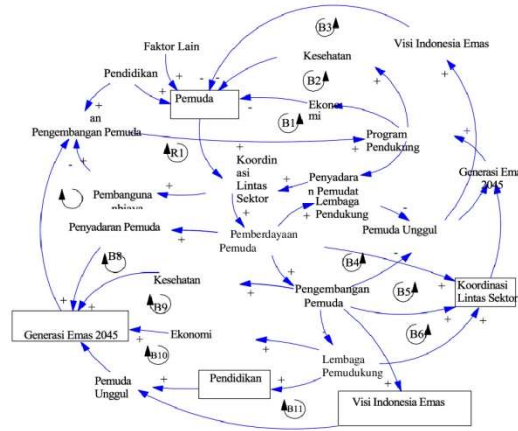 B3
Visi Indonesia Emas
Faktor Lain
Kesehatan
B2
Pendidikan
Pemuda
Ekono
mi
B1
an
Pengembangan Pemuda
Program
Pendukung
R1
Koordin
asi
Lintas
Sektor
Penyadara
n Pemudat
Lembaga
Pendukung
Generasi Ema
2045
Pembanguna
Penyadaran Pemuda
Pemberdayaan
Pemuda
Pemuda Unggul
B8
B4
Kesehatan
B9
Pengembangan
Pemuda
B5
Koordinasi
Lintas Sektor
Generasi Emas 2045
Ekonomi
B6
B10
Lembaga
Pemudukung
Pemuda
Unggul
Pendidikan
B11
Visi Indonesia Emas